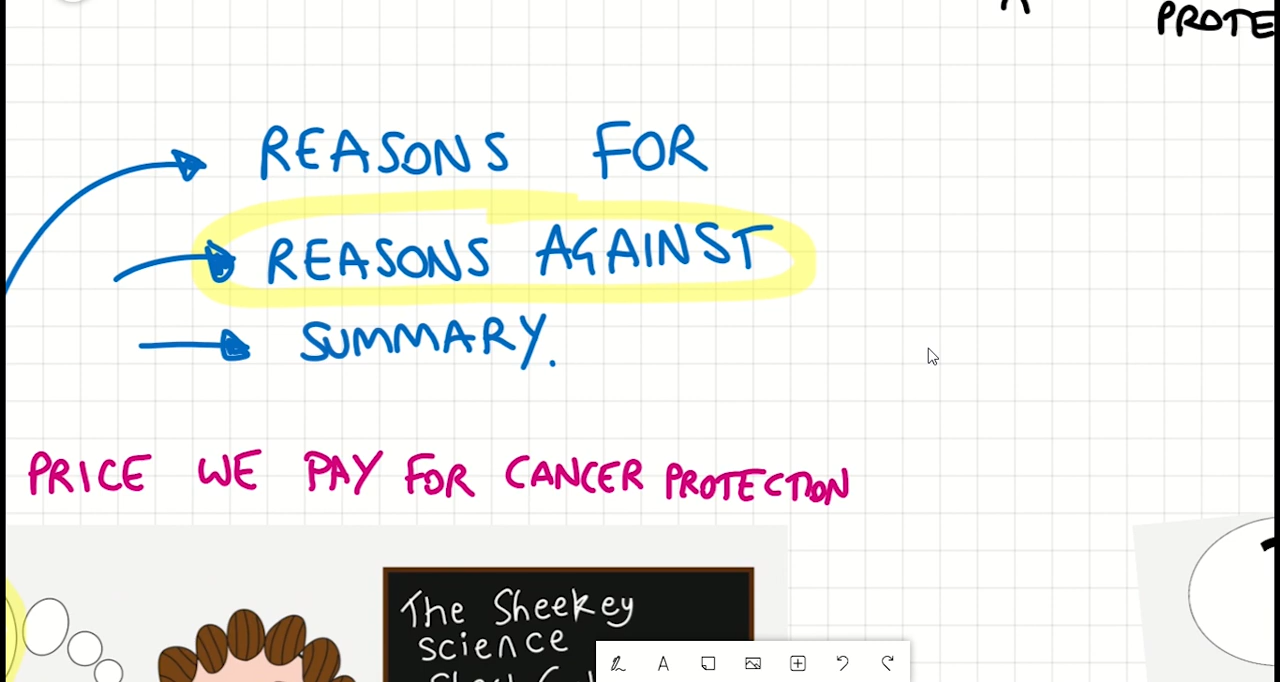 PROTE
REASONS FOR
REASONS AGAINST
SUMMARY.
PRICE WE PAY FOR CANCER PROTECTION
The Sheekey
science
A